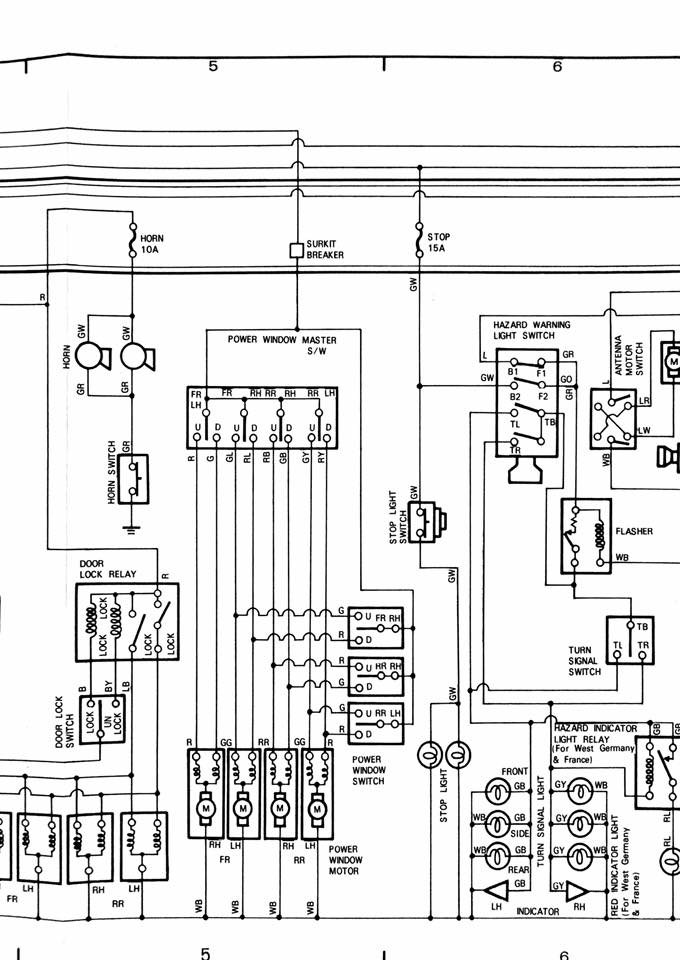 5
6
HORN
10A
SURKIT
BREAKER
STOP
15A
GW
R
POWER WINDOW MASTER
S/W
HAZARD WARNING
LIGHT SWITCH
ANTENNA
MOTOR
SWITCH
HORN
GW
GW
GR
GR
L
B1
F1
GR
GW
B2
F2
GO
GR
TL
TB
TR
L
LR
LW
WB
M
FR
LH
FR
RH
RH
RR
RR
LH
U
D
U
D
U
D
U
D
R
G
GL
RL
RB
GB
GY
RY
GR
HORN SWITCH
STOP LIGHT
SWITCH
GW
FLASHER
WB
DOOR
LOCK RELAY
R
LOCK
LOCK
LOCK
LOCK
GW
G
U
FR RH
R
D
R
U
RR RH
G
D
G
U
RR LH
R
D
TB
TL
TR
TURN
SIGNAL
SWITCH
DOOR LOCK
SWITCH
B
BY
LB
LOCK
UN
LOCK
GW
R
GG
RR
GG
R
M
M
M
M
RH
LH
RH
LH
FR
RR
POWER
WINDOW
SWITCH
POWER
WINDOW
MOTOR
STOP LIGHT
HAZARD INDICATOR
LIGHT RELAY
(For West Germany
& France)
GB
RL
RL
FRONT
GB
WB
GB
SIDE
WB
GB
REAR
GB
LH
TURN SIGNAL LIGHT
GY
WB
GY
WB
GY
WB
GY
RH
INDICATOR
RED INDICATOR LIGHT
(For West Germany
& France)
LH
RH
LH
FR
RR
WB
WB
WB
WB
5
6